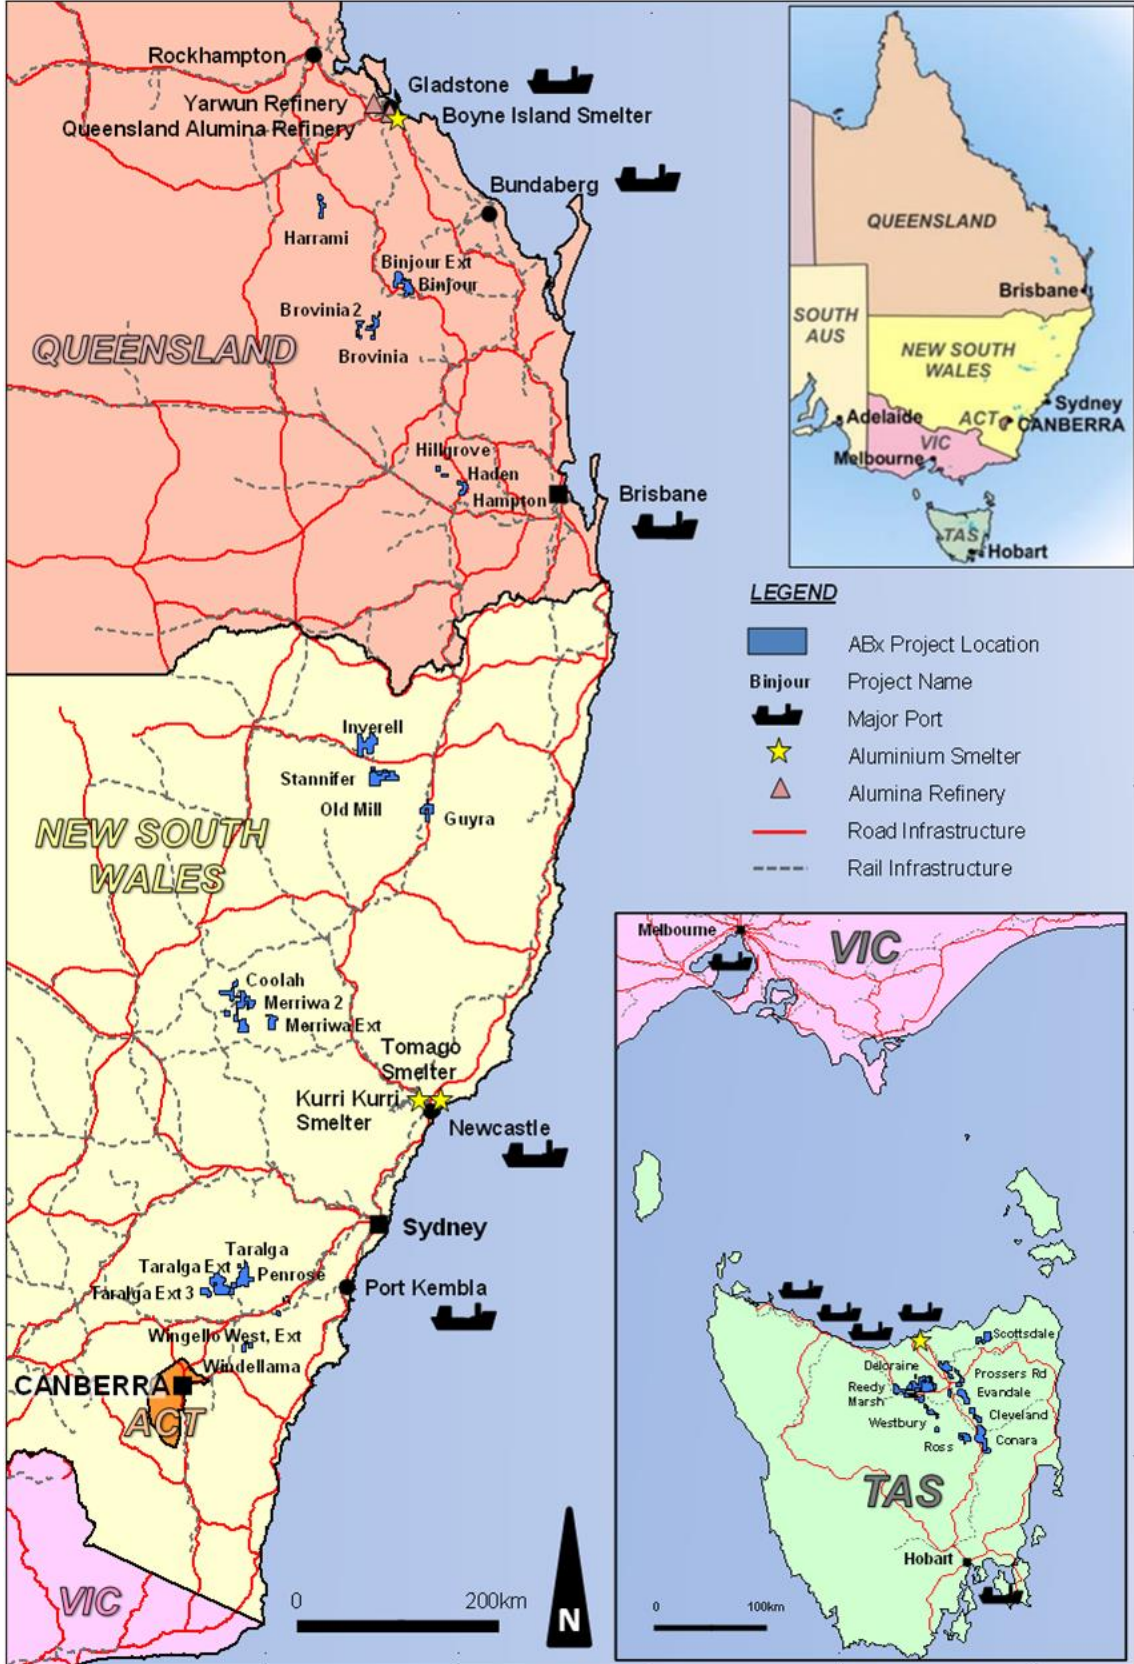 Rockhampton
Gladstone
Yarwun Refinery
Boyne Island Smelter
Queensland Alumina Refinery
Bundaberg
Harrami
Binjour Ext
Binjour
Brovinia 2
QUEENSLAND
Brovinia
Hillgrove
Haden
Hampton
Brisbane
Inverell
Stannifer
Old Mill
Guyra
NEW SOUTH
WALES
Coolah
Merriwa 2
Merriwa Ext
Tomago
Smelter
Kurri Kurri
Smelter
Newcastle
Sydney
Taralga
Taralga Ext
Penrose
Taralga Ext 3
Port Kembla
Wingello West, Ext
Windellama
CANBERRA
ACT
VIC
0
200km
N
QUEENSLAND
Brisbane
SOUTH
AUS
NEW SOUTH
WALES
Sydney
Adelaide
ACT
CANBERRA
VIC
Melbourne
TAS
Hobart
LEGEND
ABx Project Location
Binjour
Project Name
Major Port
Aluminium Smelter
Alumina Refinery
Road Infrastructure
Rail Infrastructure
Melbourne
VIC
Scottsdale
Deloraine
Prossers Rd
Reedy
Marsh
Evandale
Westbury
Cleveland
Ross
Conara
TAS
Hobart
0
100km